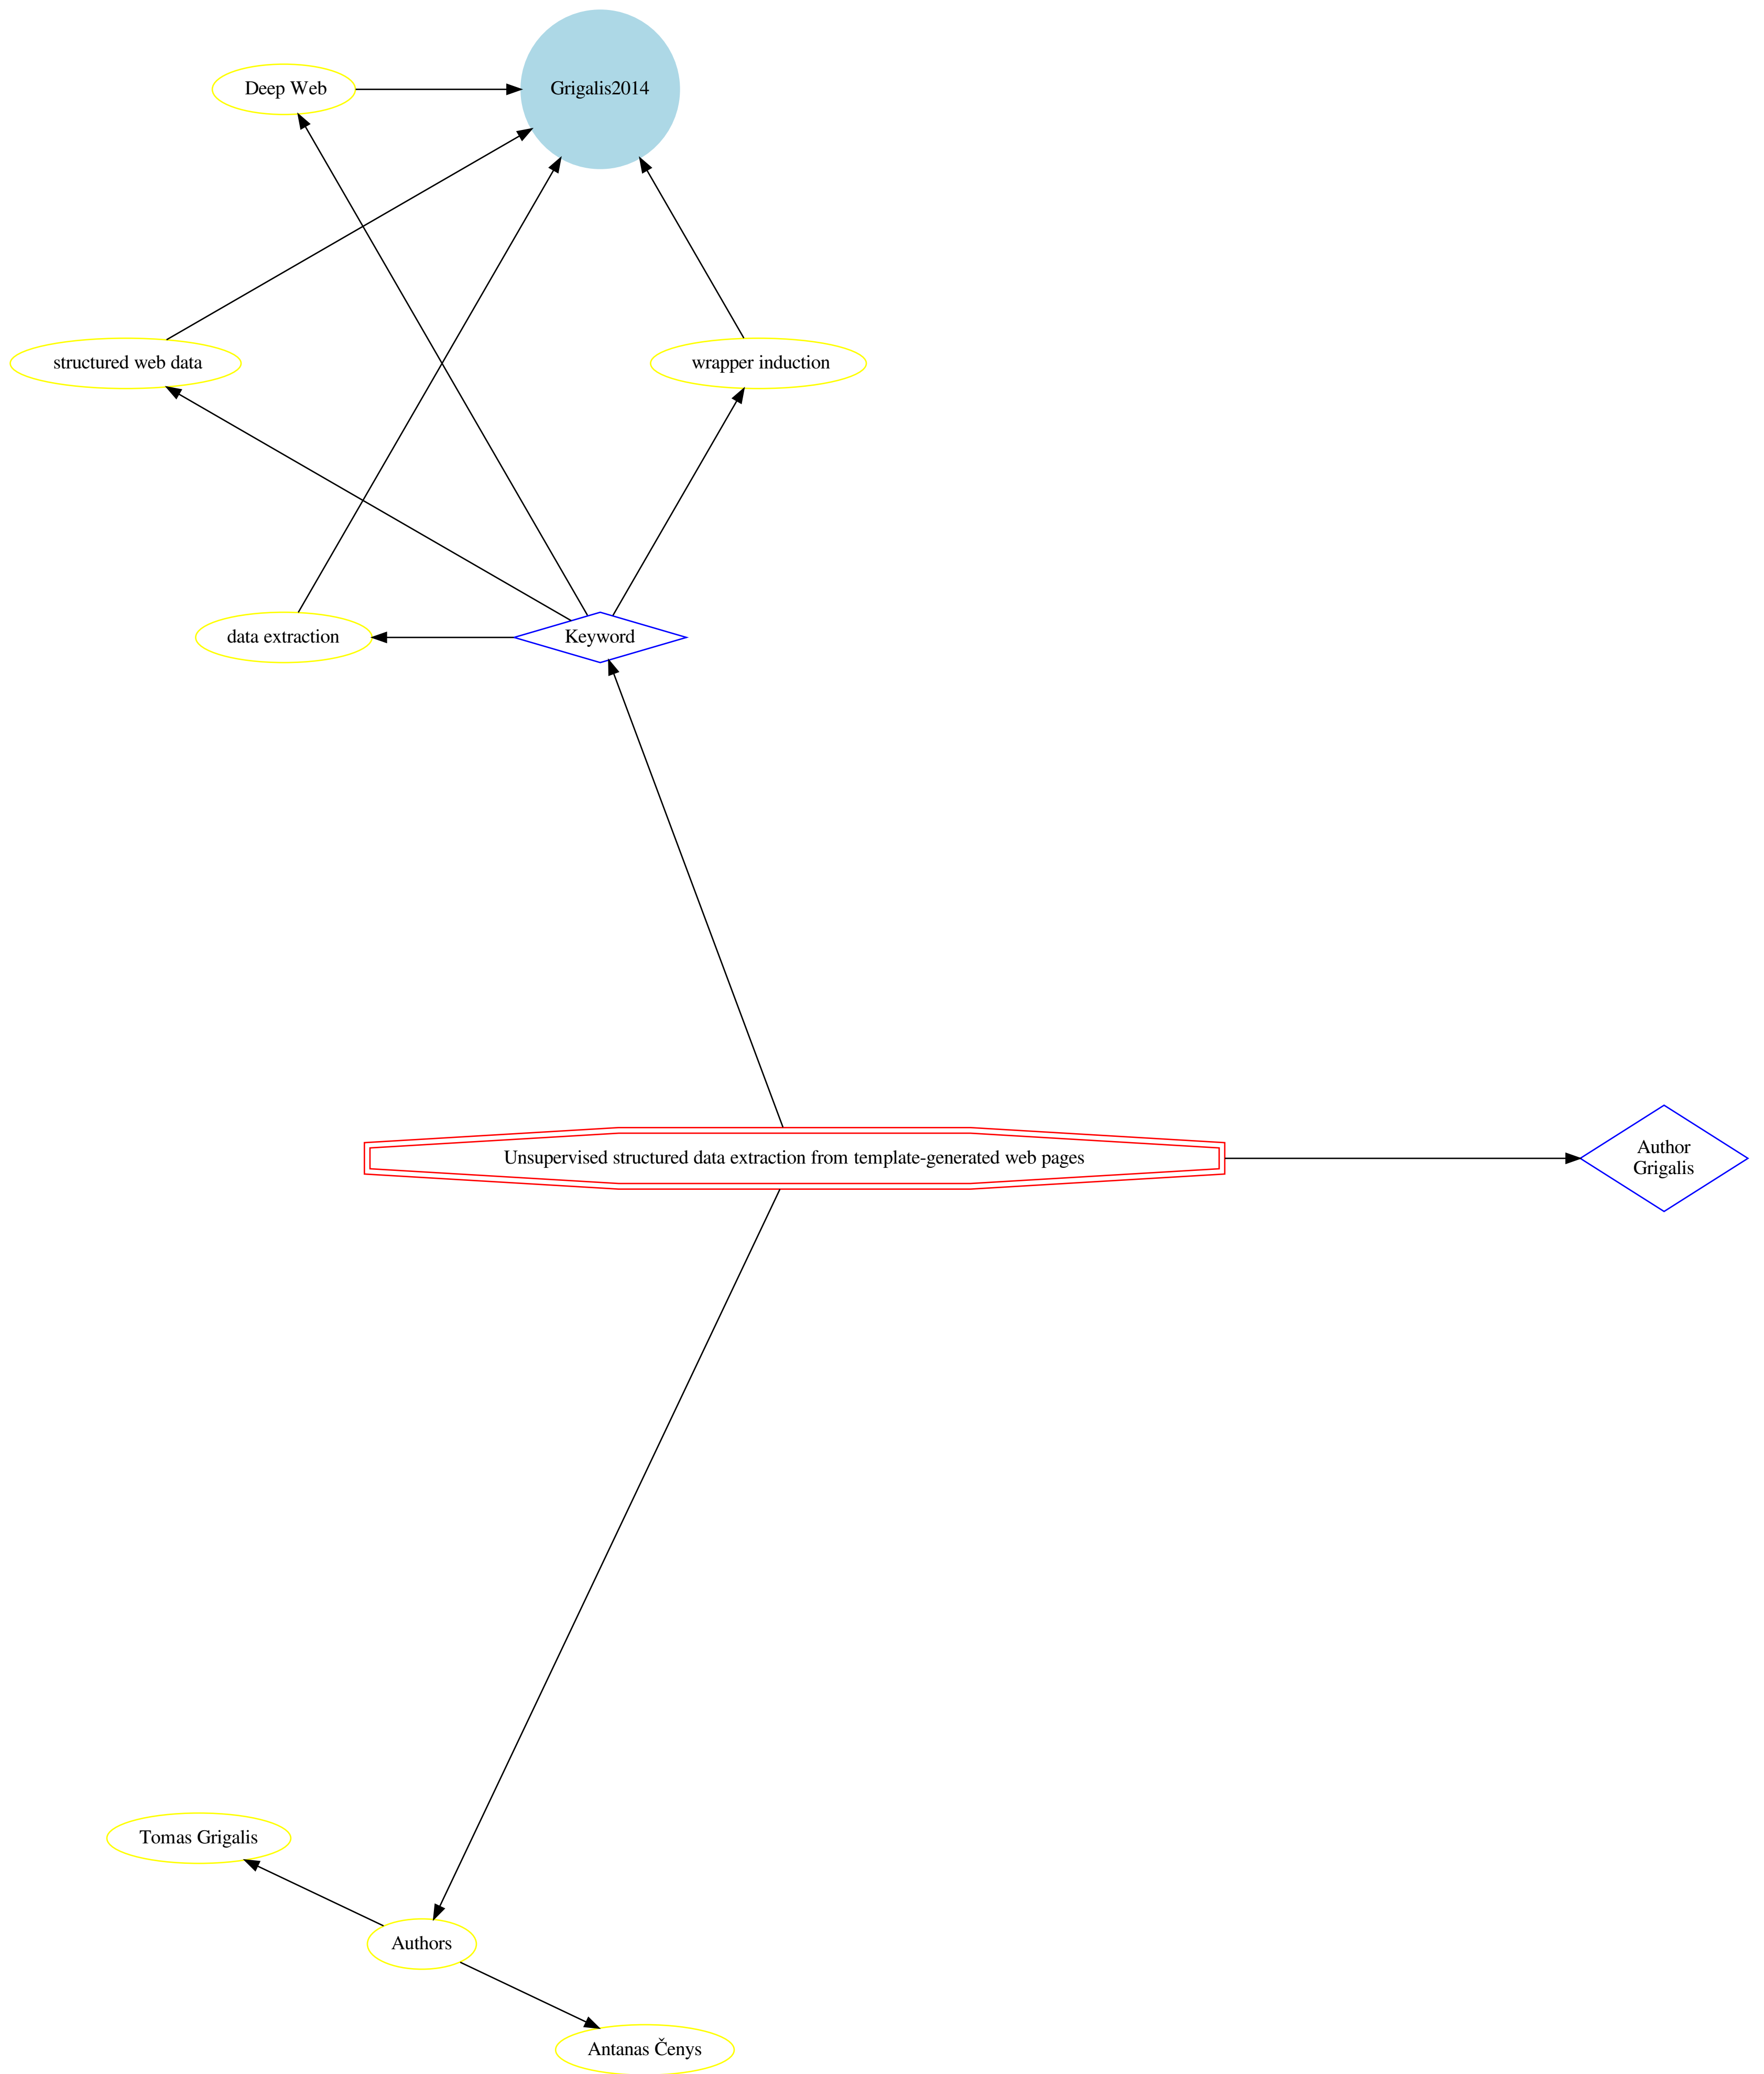 Deep Web
Grigalis2014
structured web data
wrapper induction
data extraction
Keyword
Unsupervised structured data extraction from template-generated web pages
Author
Grigalis
Tomas Grigalis
Authors
Antanas Čenys